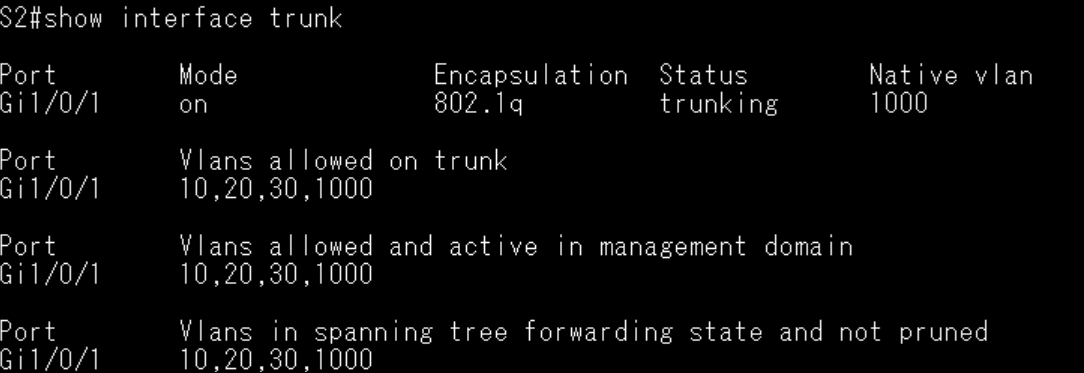 S2#show interface trunk
Port Mode Encapsulation Status Native vlan
Gi1/0/1 on 802.1q trunking 1000
Port Vlans allowed on trunk
Gi1/0/1 10,20,30,1000
Port Vlans allowed and active in management domain
Gi1/0/1 10,20,30,1000
Port Vlans in spanning tree forwarding state and not pruned
Gi1/0/1 10,20,30,1000